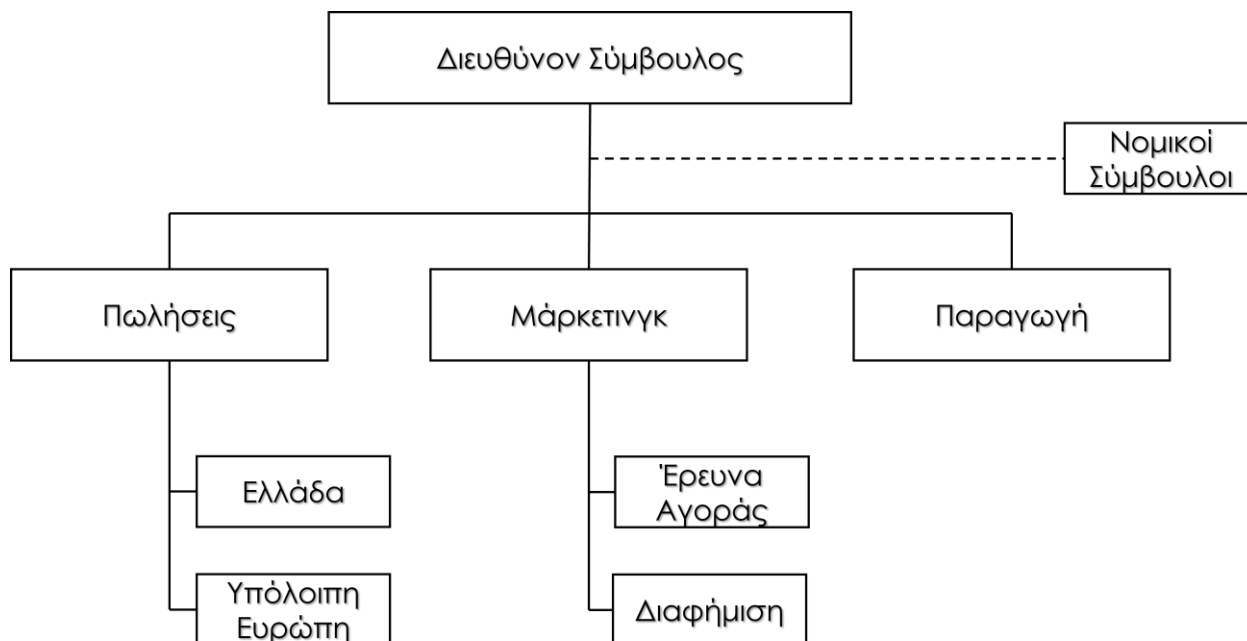 Διευθύνον Σύμβουλος
Νομικοί
Σύμβουλοι
Πωλήσεις
Μάρκετινγκ
Παραγωγή
Ελλάδα
Έρευνα
Αγοράς
Υπόλοιπη
Ευρώπη
Διαφήμιση